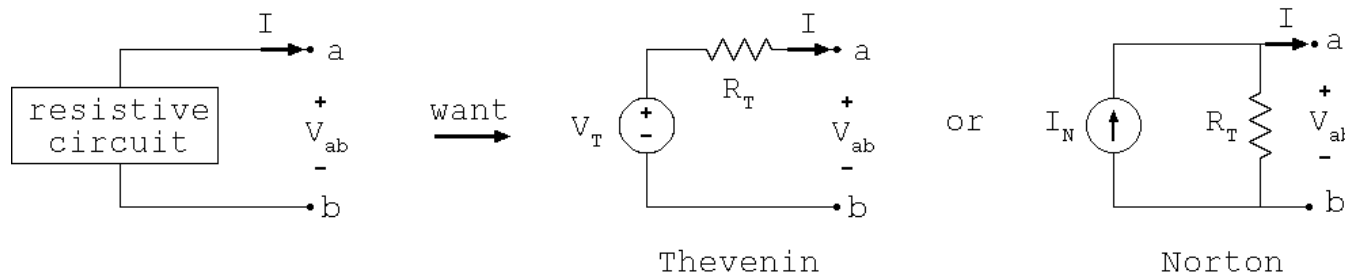 I
a
resistive
circuit
+
V_ab
-
b
want
I
a
R_T
V_T
+
-
+
V_ab
-
b
Thevenin
or
I
a
I_N
R_T
+
V_ab
-
b
Norton